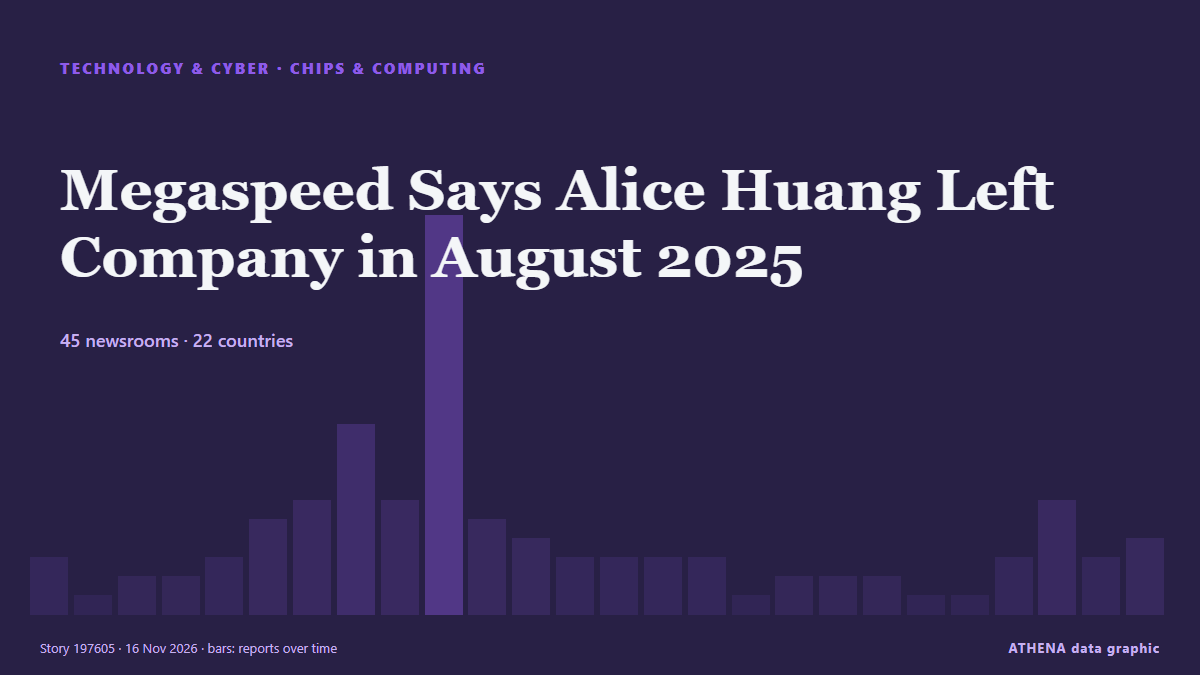 TECHNOLOGY & CYBER · CHIPS & COMPUTING
Megaspeed Says Alice Huang Left
Company in August 2025
45 newsrooms · 22 countries
Story 197605 · 16 Nov 2026 · bars: reports over time
ATHENA data graphic